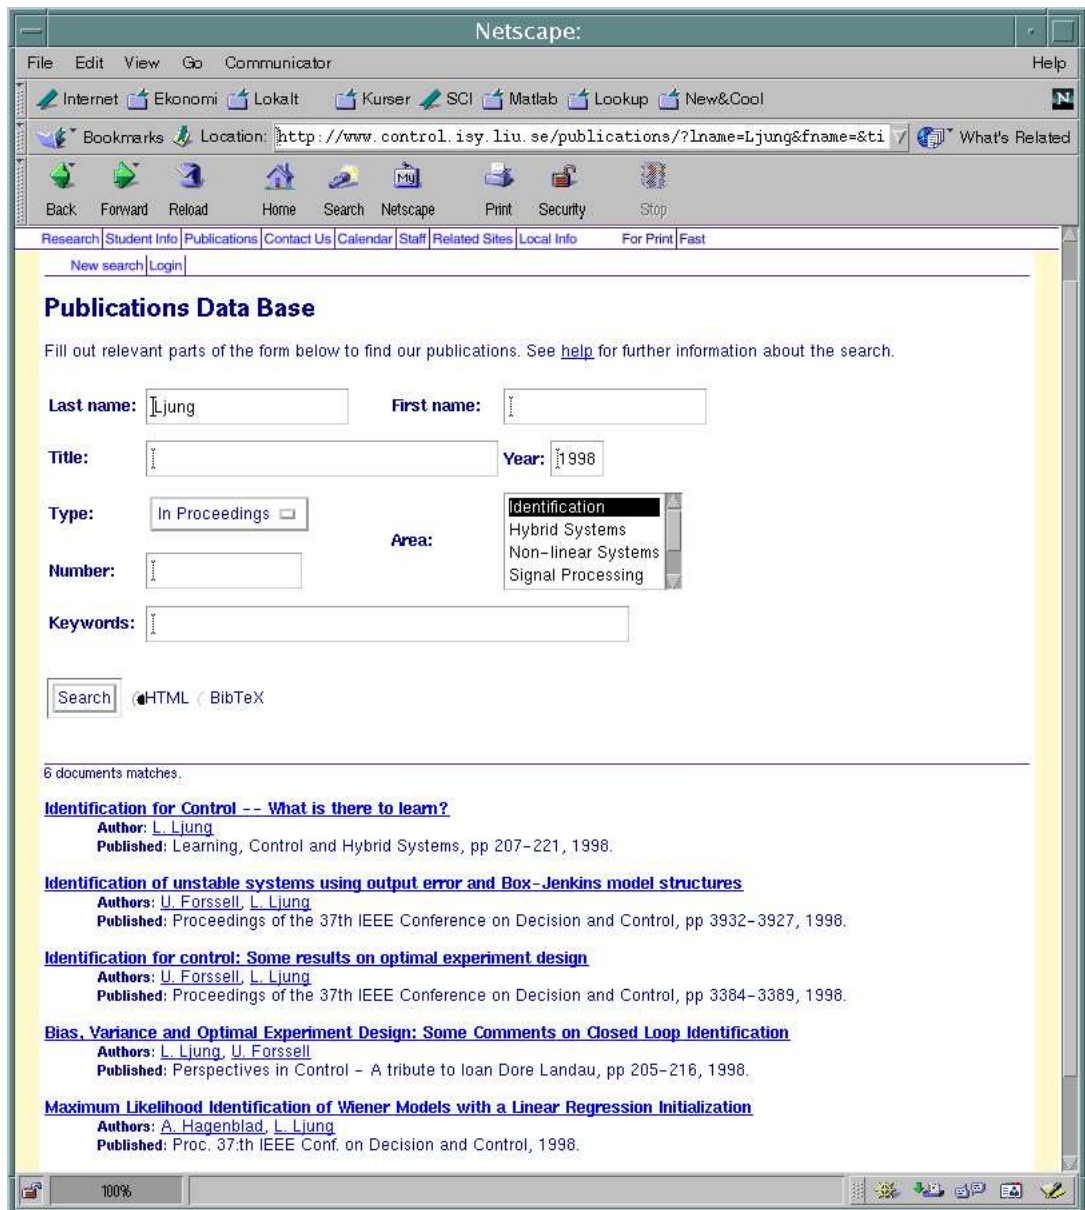 Netscape:
File Edit View Go Communicator Help
Internet Ekonomi Lokalt Kurser SCI Matlab Lookup New&Cool N
Bookmarks Location: http://www.control.isy.liu.se/publications/?lname=Ljung&fname=&ti What's Related
My
Back Forward Reload Home Search Netscape Print Security Stop
Research Student Info Publications Contact Us Calendar Staff Related Sites Local Info For Print Fast
New search Login
Publications Data Base
Fill out relevant parts of the form below to find our publications. See help for further information about the search.
Last name: Ljung First name:
Title: Year: 1998
Type: In Proceedings Area: Identification
Hybrid Systems
Non-linear Systems
Number: Signal Processing
Keywords:
Search HTML BibTeX
6 documents matches.
Identification for Control -- What is there to learn?
Author: L. Ljung
Published: Learning, Control and Hybrid Systems, pp 207-221, 1998.
Identification of unstable systems using output error and Box-Jenkins model structures
Authors: U. Forssell, L. Ljung
Published: Proceedings of the 37th IEEE Conference on Decision and Control, pp 3932-3927, 1998.
Identification for control: Some results on optimal experiment design
Authors: U. Forssell, L. Ljung
Published: Proceedings of the 37th IEEE Conference on Decision and Control, pp 3384-3389, 1998.
Bias, Variance and Optimal Experiment Design: Some Comments on Closed Loop Identification
Authors: L. Ljung, U. Forssell
Published: Perspectives in Control - A tribute to Ioan Dore Landau, pp 205-216, 1998.
Maximum Likelihood Identification of Wiener Models with a Linear Regression Initialization
Authors: A. Hagenblad, L. Ljung
Published: Proc. 37:th IEEE Conf. on Decision and Control, 1998.
100%